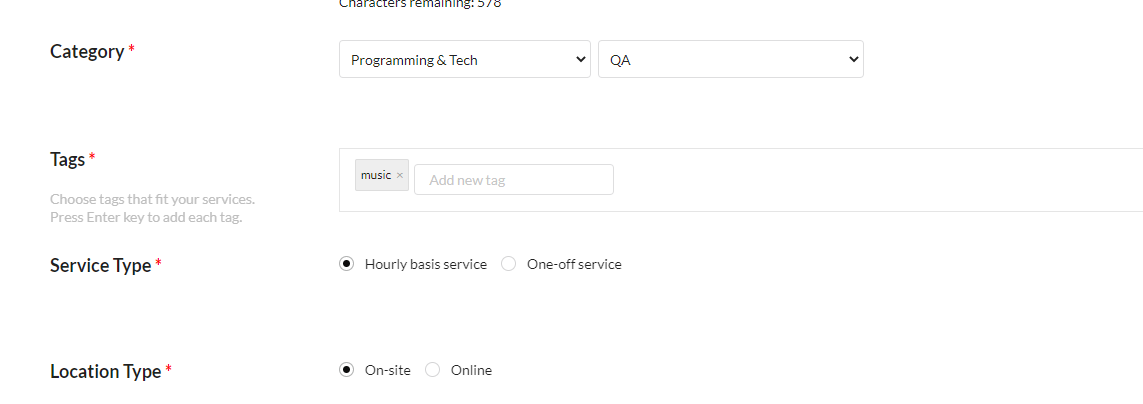 Characters remaining: 578
Category *
Programming & Tech
QA
Tags *
music ×
Add new tag
Choose tags that fit your services.
Press Enter key to add each tag.
Service Type *
Hourly basis service
One-off service
Location Type *
On-site
Online